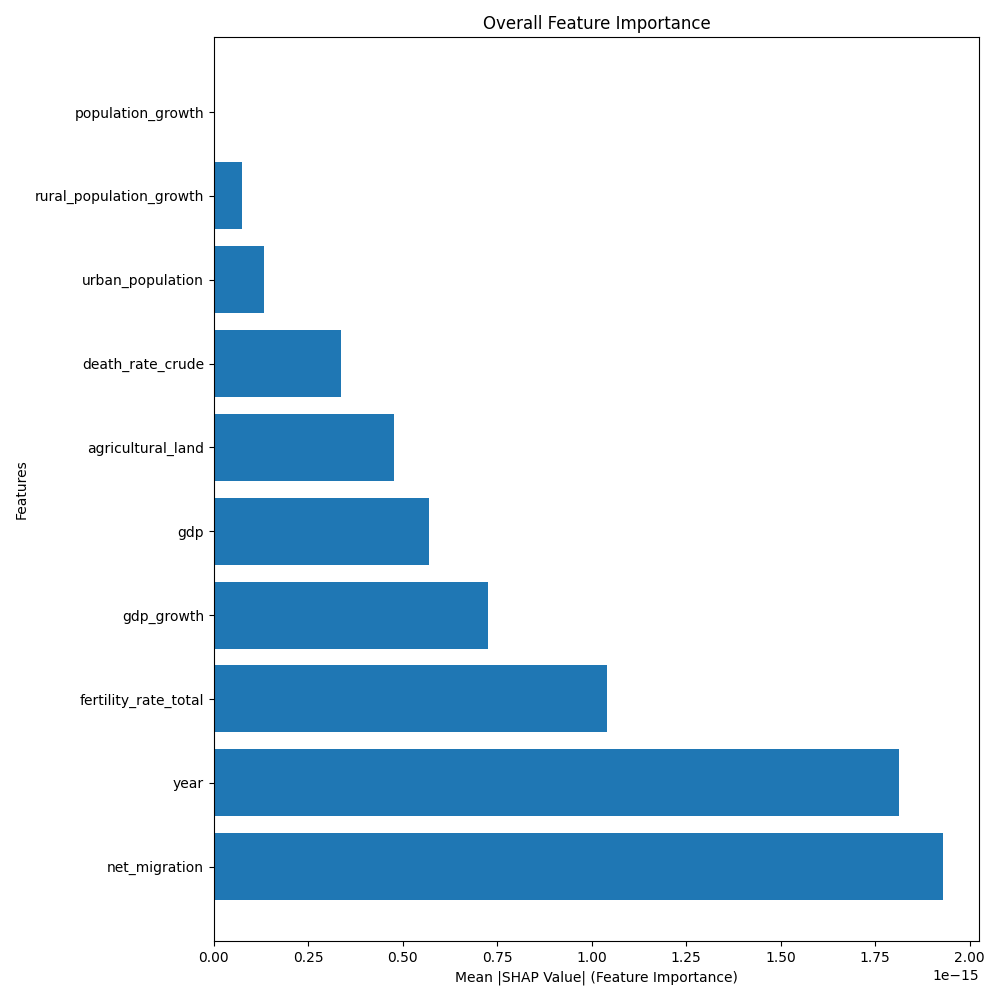 Overall Feature Importance
population_growth
rural_population_growth
urban_population
death_rate_crude
agricultural_land
gdp
gdp_growth
fertility_rate_total
year
net_migration
Features
0.00 0.25 0.50 0.75 1.00 1.25 1.50 1.75 2.00
1e−15
Mean |SHAP Value| (Feature Importance)